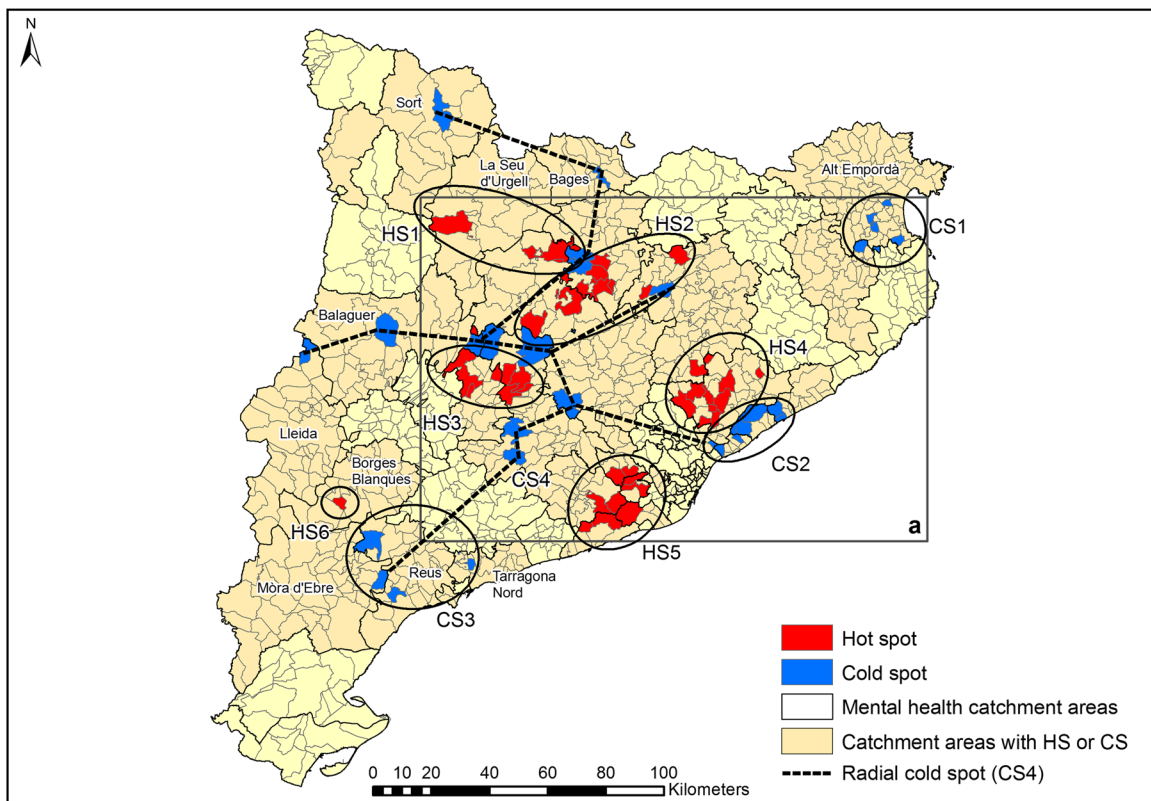 N
Sort
La Seu
d'Urgell
Bages
Alt Empordà
HS1
HS2
CS1
Balaguer
HS4
HS3
Lleida
CS2
Borges
Blanques
CS4
HS6
HS5
a
Reus
Tarragona
Nord
Mòra d'Ebre
CS3
Hot spot
Cold spot
Mental health catchment areas
Catchment areas with HS or CS
Radial cold spot (CS4)
0 10 20 40 60 80 100
Kilometers